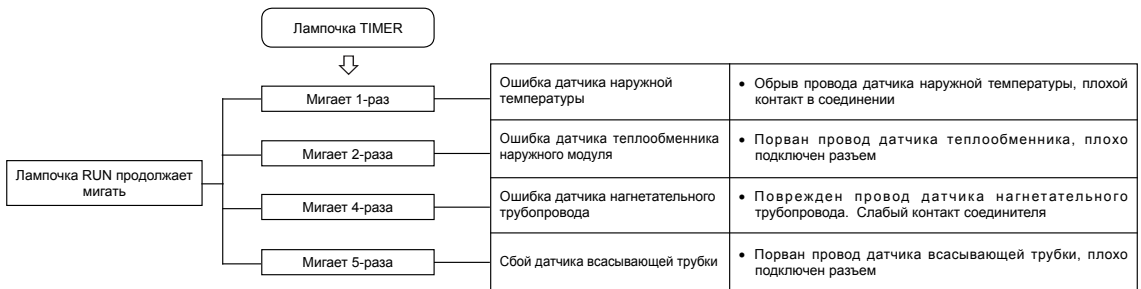 Лампочка TIMER
Лампочка RUN продолжает
мигать
Мигает 1-раз
Ошибка датчика наружной
температуры
• Обрыв провода датчика наружной температуры, плохой
контакт в соединении
Мигает 2-раза
Ошибка датчика теплообменника
наружного модуля
• Порван провод датчика теплообменника, плохо
подключен разъем
Мигает 4-раза
Ошибка датчика нагнетательного
трубопровода
• Поврежден провод датчика нагнетательного
трубопровода. Слабый контакт соединителя
Мигает 5-раза
Сбой датчика всасывающей трубки
• Порван провод датчика всасывающей трубки, плохо
подключен разъем